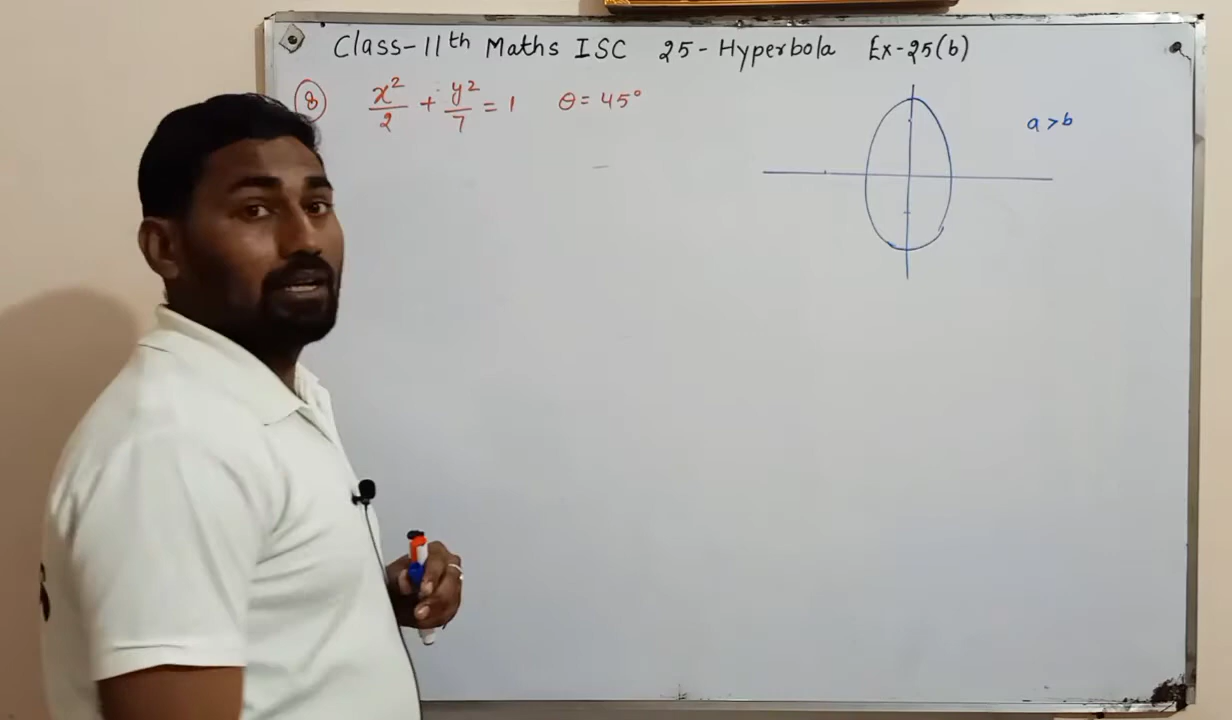 Class-11th Maths ISC 25-Hyperbola Ex-25(b)
8 x²/2 + y²/7 = 1 θ = 45°
a > b